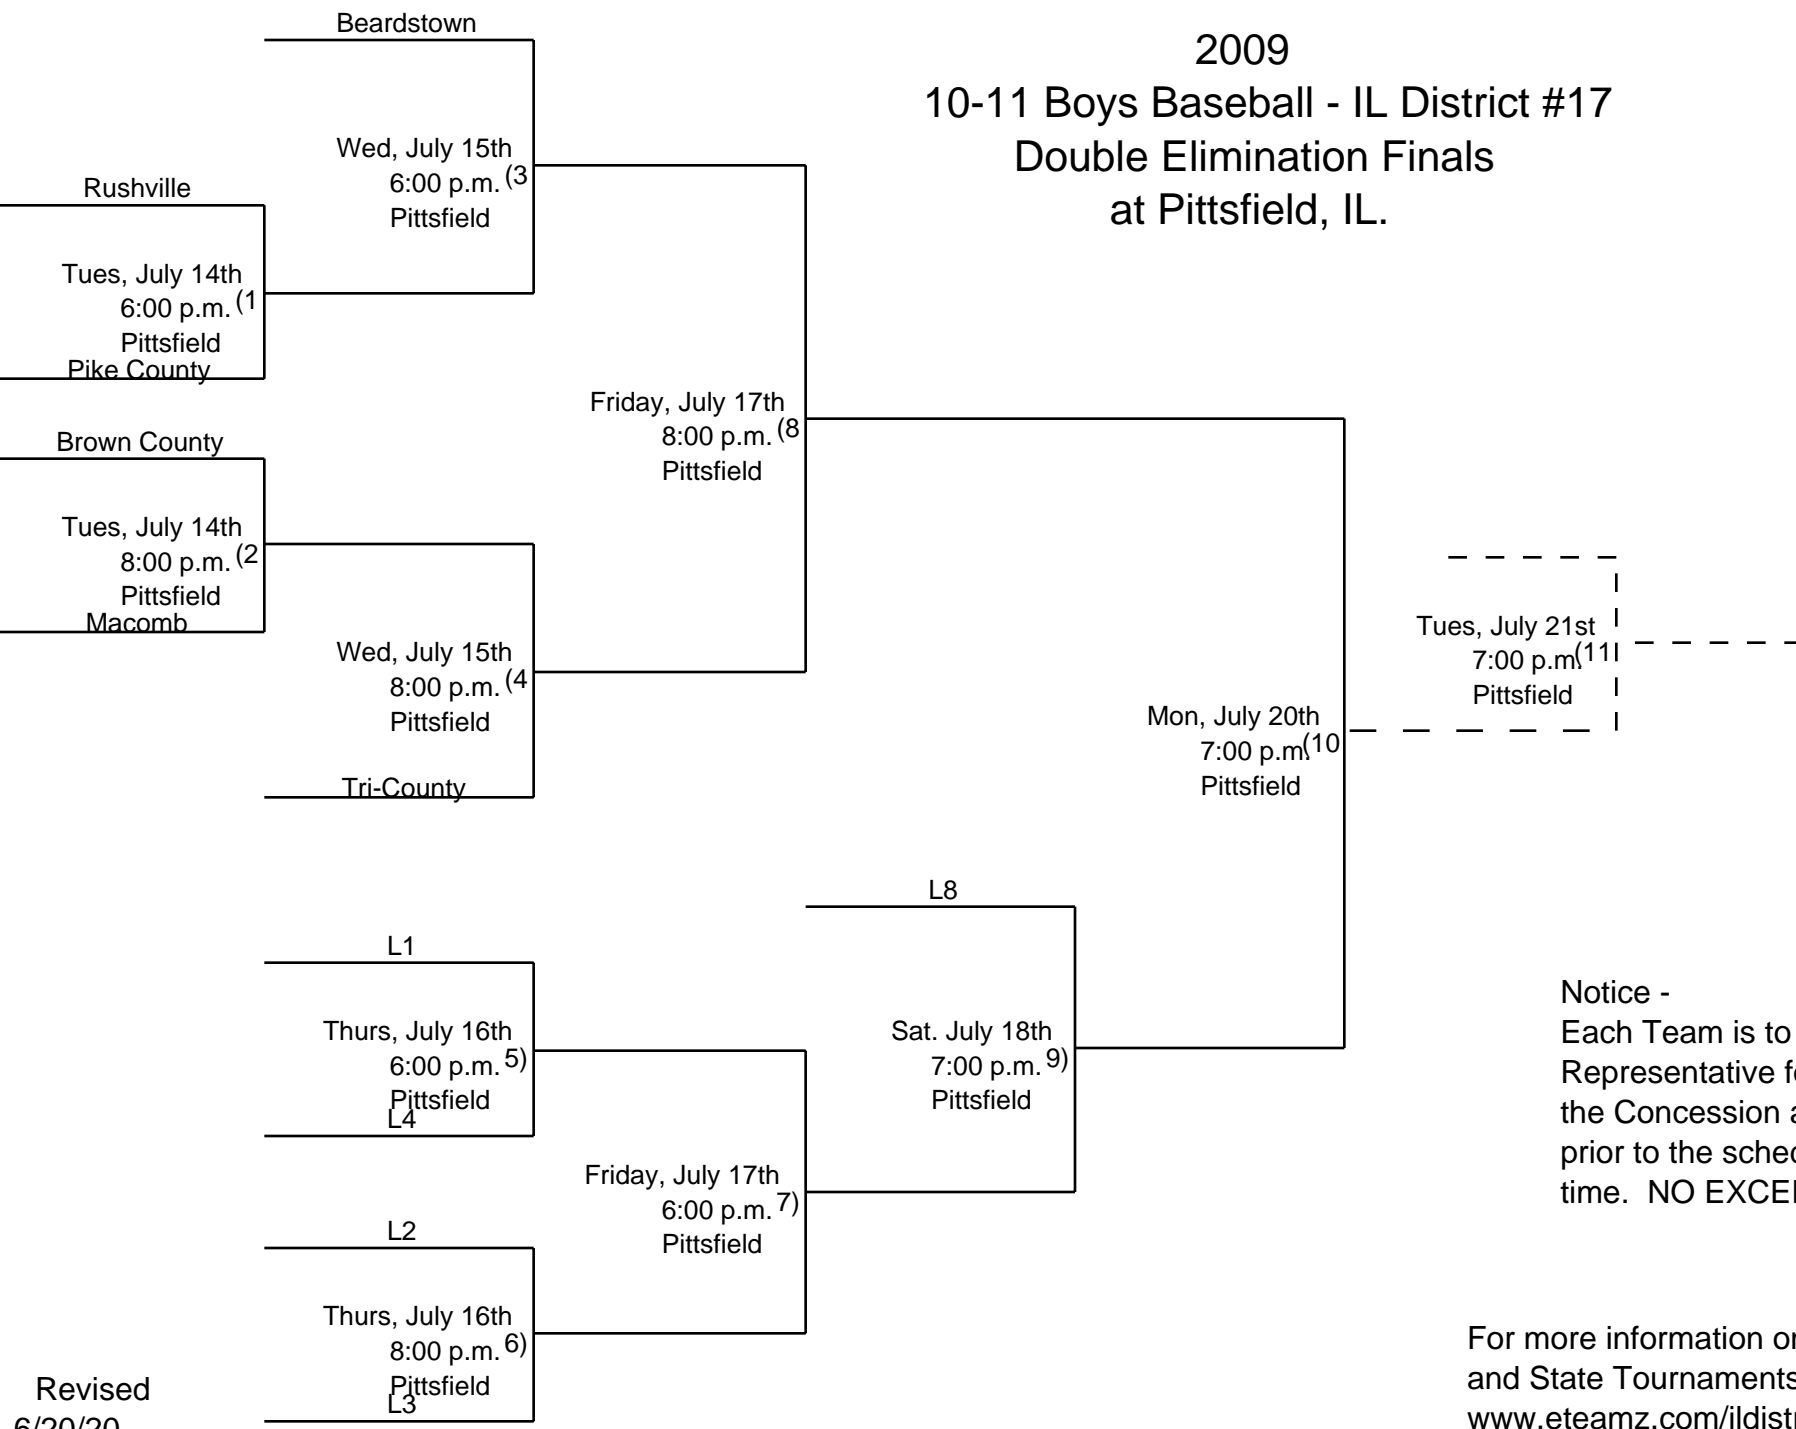 2009
10-11 Boys Baseball - IL District #17
Double Elimination Finals
at Pittsfield, IL.
Beardstown
Wed, July 15th
6:00 p.m. (3
Pittsfield
Rushville
Tues, July 14th
6:00 p.m. (1
Pittsfield
Pike County
Friday, July 17th
8:00 p.m. (8
Pittsfield
Brown County
Tues, July 14th
8:00 p.m. (2
Pittsfield
Macomb
Wed, July 15th
8:00 p.m. (4
Pittsfield
Tri-County
Tues, July 21st
7:00 p.m. (11
Pittsfield
Mon, July 20th
7:00 p.m. (10
Pittsfield
L8
L1
Thurs, July 16th
6:00 p.m. 5)
Pittsfield
L4
Sat. July 18th
7:00 p.m. 9)
Pittsfield
Friday, July 17th
6:00 p.m. 7)
Pittsfield
L2
Thurs, July 16th
8:00 p.m. 6)
Pittsfield
L3
Notice -
Each Team is to
Representative
the Concession
prior to the
time. NO
For more information
and State Tournaments
Revised
6/20/20